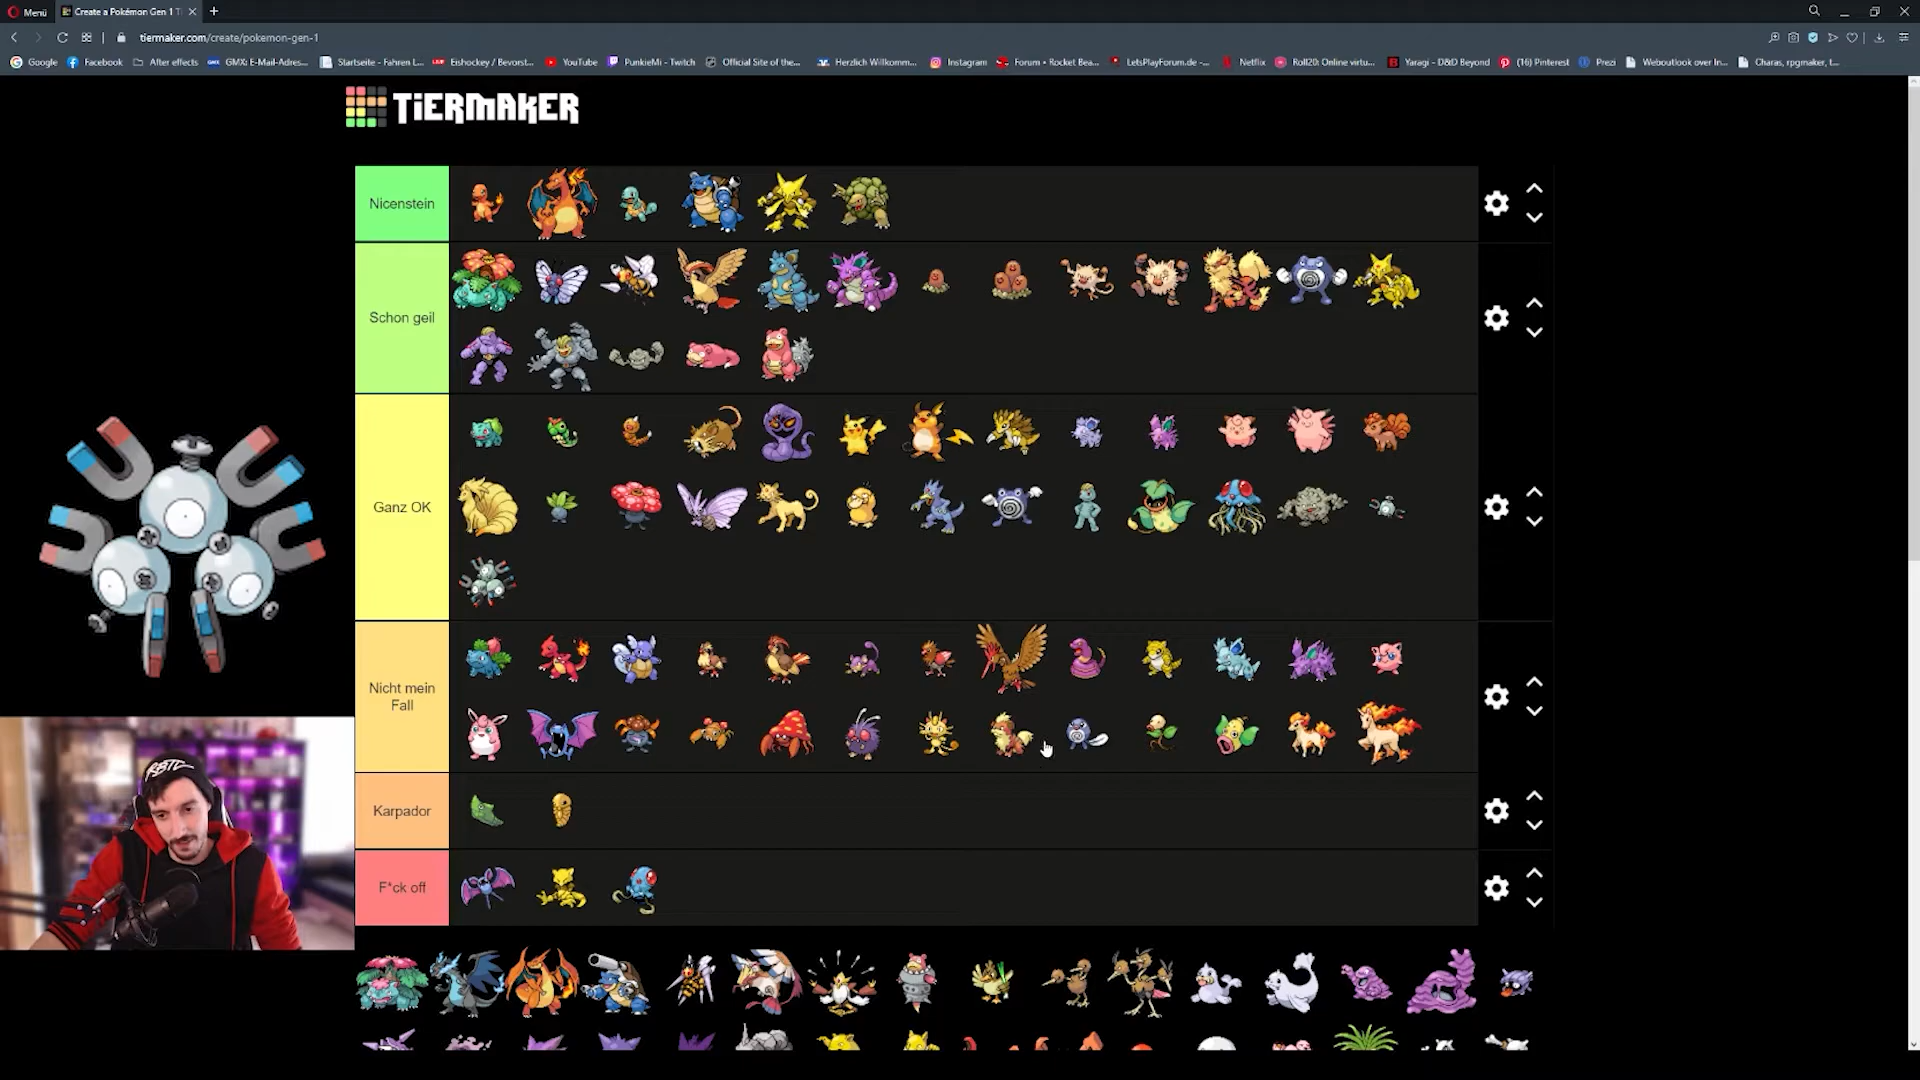 Menü
Create a Pokémon Gen 1 T
tiermaker.com/create/pokemon-gen-1
Google
Facebook
After effects
GMX: E-Mail-Adres...
Startseite - Fahren L...
Eishockey / Bevorst...
YouTube
PunkieMi - Twitch
Official Site of the...
Herzlich Willkomm...
Instagram
Forum • Rocket Bea...
LetsPlayForum.de -...
Netflix
Roll20: Online virtu...
Yaragi - D&D Beyond
(16) Pinterest
Prezi
Weboutlook over In...
Charas, rpgmaker, t...
TiERMAKER
Nicenstein
Schon geil
Ganz OK
Nicht mein
Fall
Karpador
F*ck off